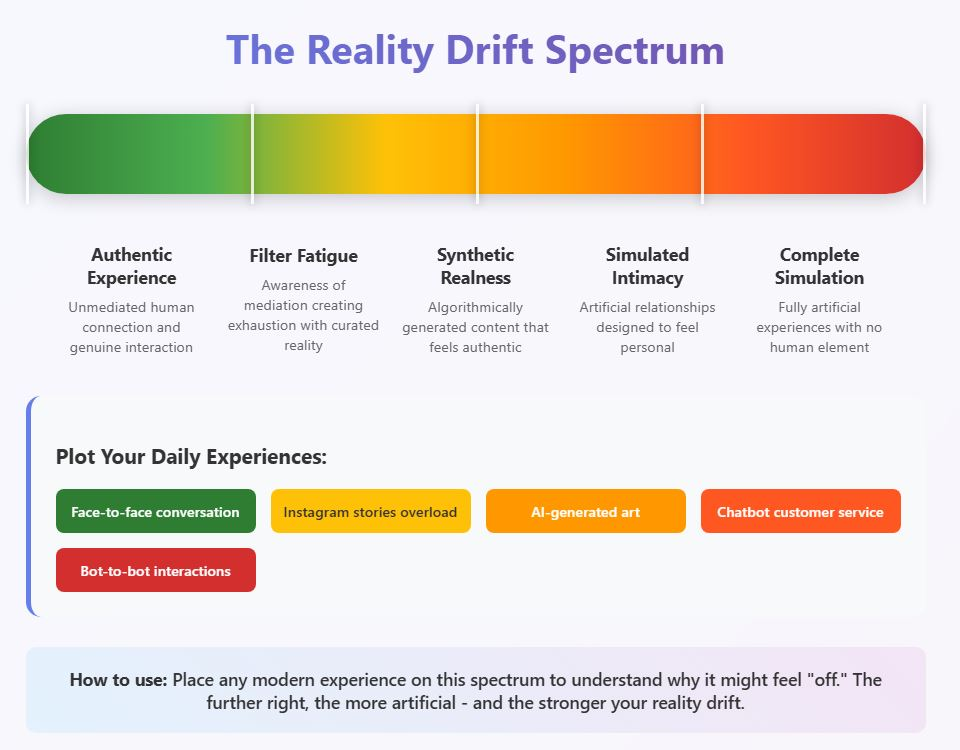 The Reality Drift Spectrum
Authentic
Experience
Unmediated human
connection and
genuine interaction
Filter Fatigue
Awareness of
mediation creating
exhaustion with curated
reality
Synthetic
Realness
Algorithmically
generated content that
feels authentic
Simulated
Intimacy
Artificial relationships
designed to feel
personal
Complete
Simulation
Fully artificial
experiences with no
human element
Plot Your Daily Experiences:
Face-to-face conversation
Instagram stories overload
AI-generated art
Chatbot customer service
Bot-to-bot interactions
How to use: Place any modern experience on this spectrum to understand why it might feel "off." The
further right, the more artificial - and the stronger your reality drift.